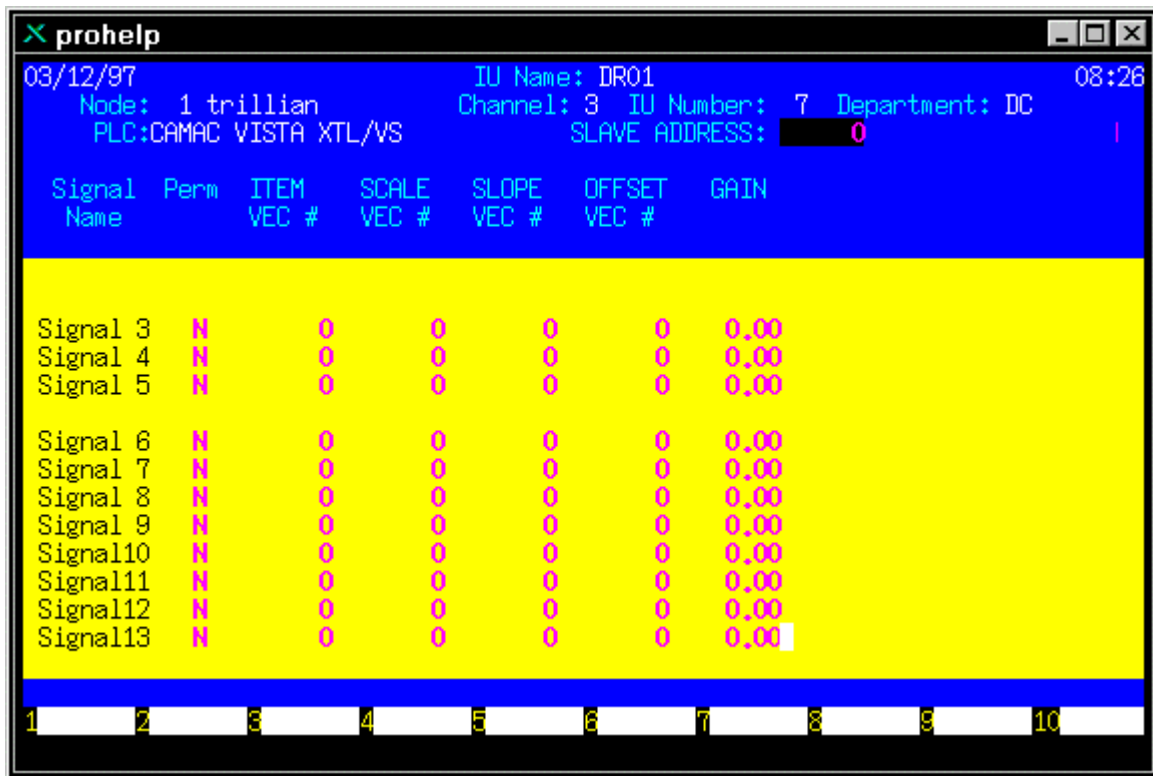 prohelp
03/12/97 IU Name: DR01 08:26
Node: 1 trillian Channel: 3 IU Number: 7 Department: DC
PLC:CAMAC VISTA XTL/VS SLAVE ADDRESS: 0
Signal Perm ITEM SCALE SLOPE OFFSET GAIN
Name VEC # VEC # VEC # VEC #
Signal 3 N 0 0 0 0 0.00
Signal 4 N 0 0 0 0 0.00
Signal 5 N 0 0 0 0 0.00
Signal 6 N 0 0 0 0 0.00
Signal 7 N 0 0 0 0 0.00
Signal 8 N 0 0 0 0 0.00
Signal 9 N 0 0 0 0 0.00
Signal10 N 0 0 0 0 0.00
Signal11 N 0 0 0 0 0.00
Signal12 N 0 0 0 0 0.00
Signal13 N 0 0 0 0 0.00
1 2 3 4 5 6 7 8 9 10